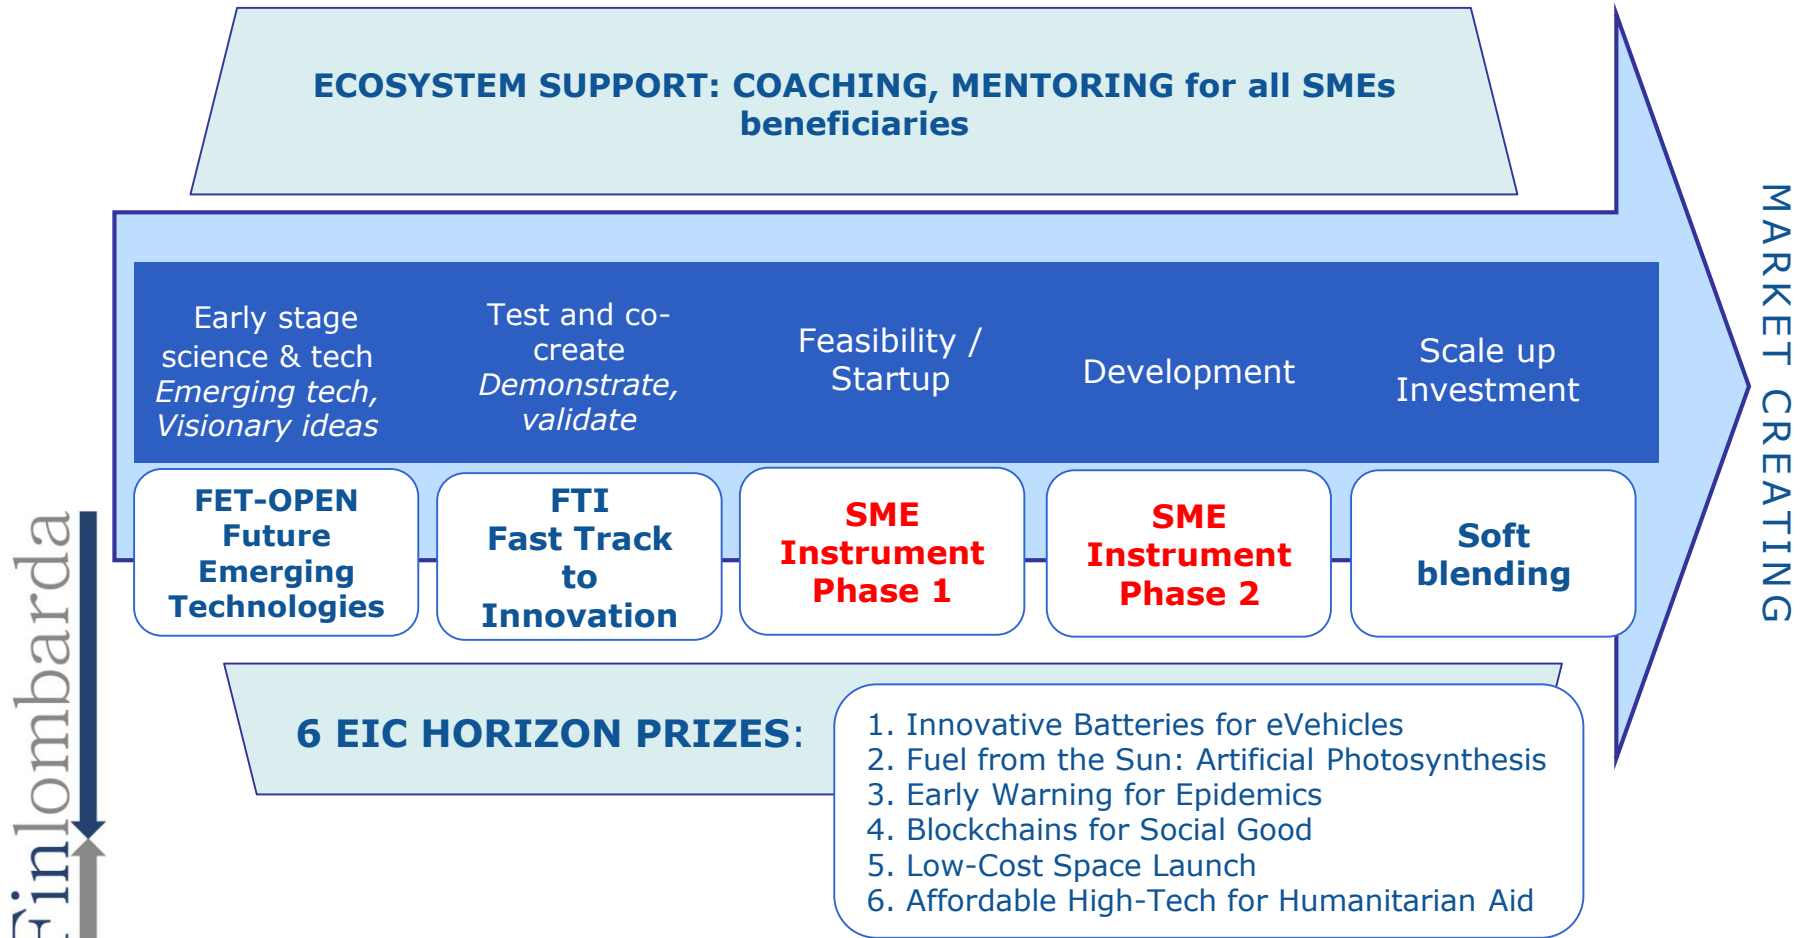 ECOSYSTEM SUPPORT: COACHING, MENTORING for all SMEs
beneficiaries
Early stage
science & tech
Emerging tech,
Visionary ideas
Test and co-
create
Demonstrate,
validate
Feasibility /
Startup
Development
Scale up
Investment
FET-OPEN
Future
Emerging
Technologies
FTI
Fast Track
to
Innovation
SME
Instrument
Phase 1
SME
Instrument
Phase 2
Soft
blending
MARKET CREATING
6 EIC HORIZON PRIZES:
1. Innovative Batteries for eVehicles
2. Fuel from the Sun: Artificial Photosynthesis
3. Early Warning for Epidemics
4. Blockchains for Social Good
5. Low-Cost Space Launch
6. Affordable High-Tech for Humanitarian Aid
Finlombarda